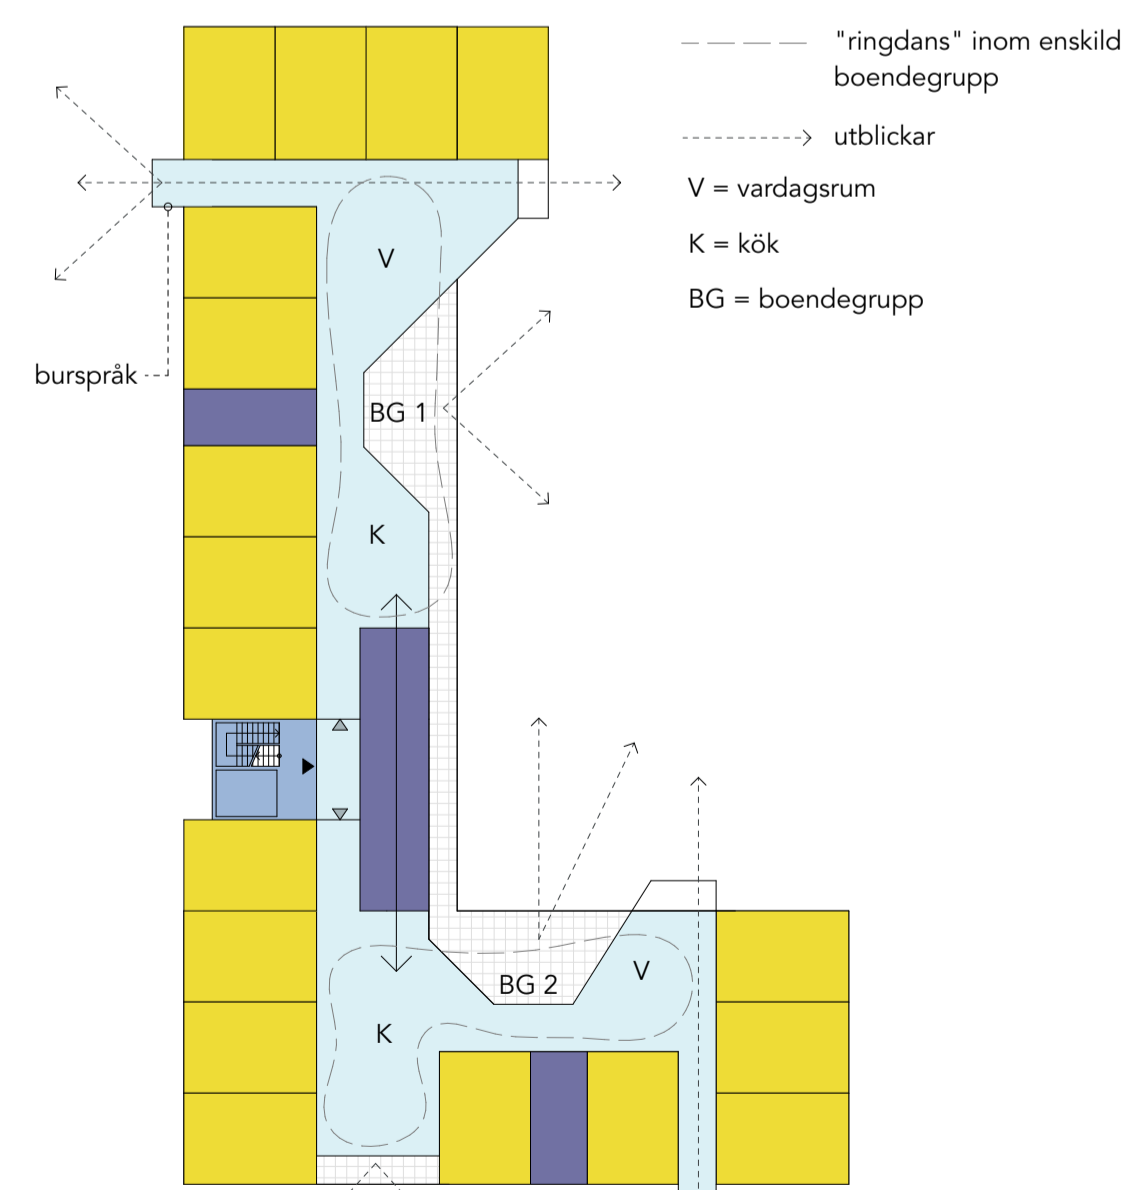 "ringdans" inom enskild
boendegrupp
utblickar
V = vardagsrum
K = kök
BG = boendegrupp
V
burspråk
BG 1
K
V
BG 2
K